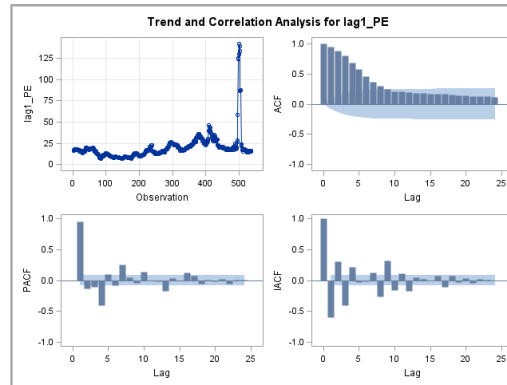 Trend and Correlation Analysis for lag1_PE
lag1_PE
125
100
75
50
25
0
0 100 200 300 400 500
Observation
ACF
1.0
0.5
0.0
-0.5
-1.0
0 5 10 15 20 25
Lag
PACF
1.0
0.5
0.0
-0.5
-1.0
0 5 10 15 20 25
Lag
IACF
1.0
0.5
0.0
-0.5
-1.0
0 5 10 15 20 25
Lag